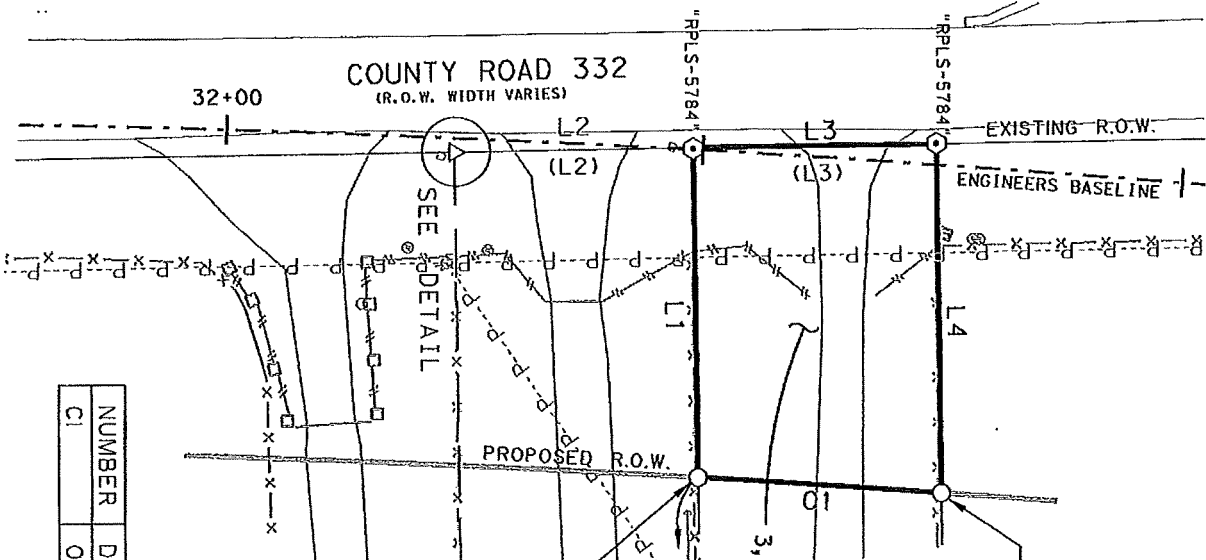 "RPLS-5784"
"RPLS-5784"
COUNTY ROAD 332
(R.O.W. WIDTH VARIES)
32+00
L2
L3
EXISTING R.O.W.
(L2)
(L3)
ENGINEERS BASELINE
SEE DETAIL
L1
L4
PROPOSED R.O.W.
C1
3,
NUMBER
C1